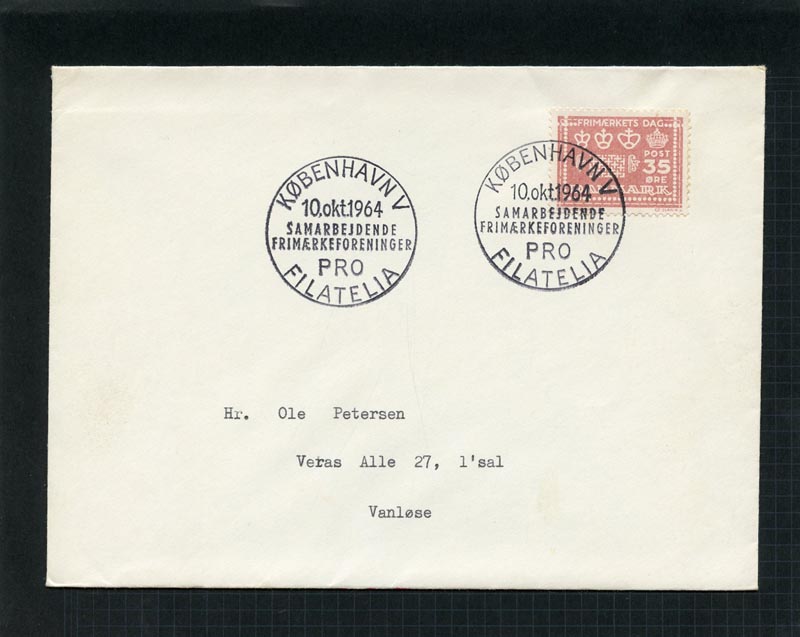 FRIMÆRKETS DAG
POST
35
ØRE
KØBENHAVN V
10.okt.1964
SAMARBEJDENDE
FRIMÆRKEFORENINGER
PRO
FILATELIA
KØBENHAVN V
10.okt.1964
SAMARBEJDENDE
FRIMÆRKEFORENINGER
PRO
FILATELIA
Hr. Ole Petersen
Veras Alle 27, l'sal
Vanløse